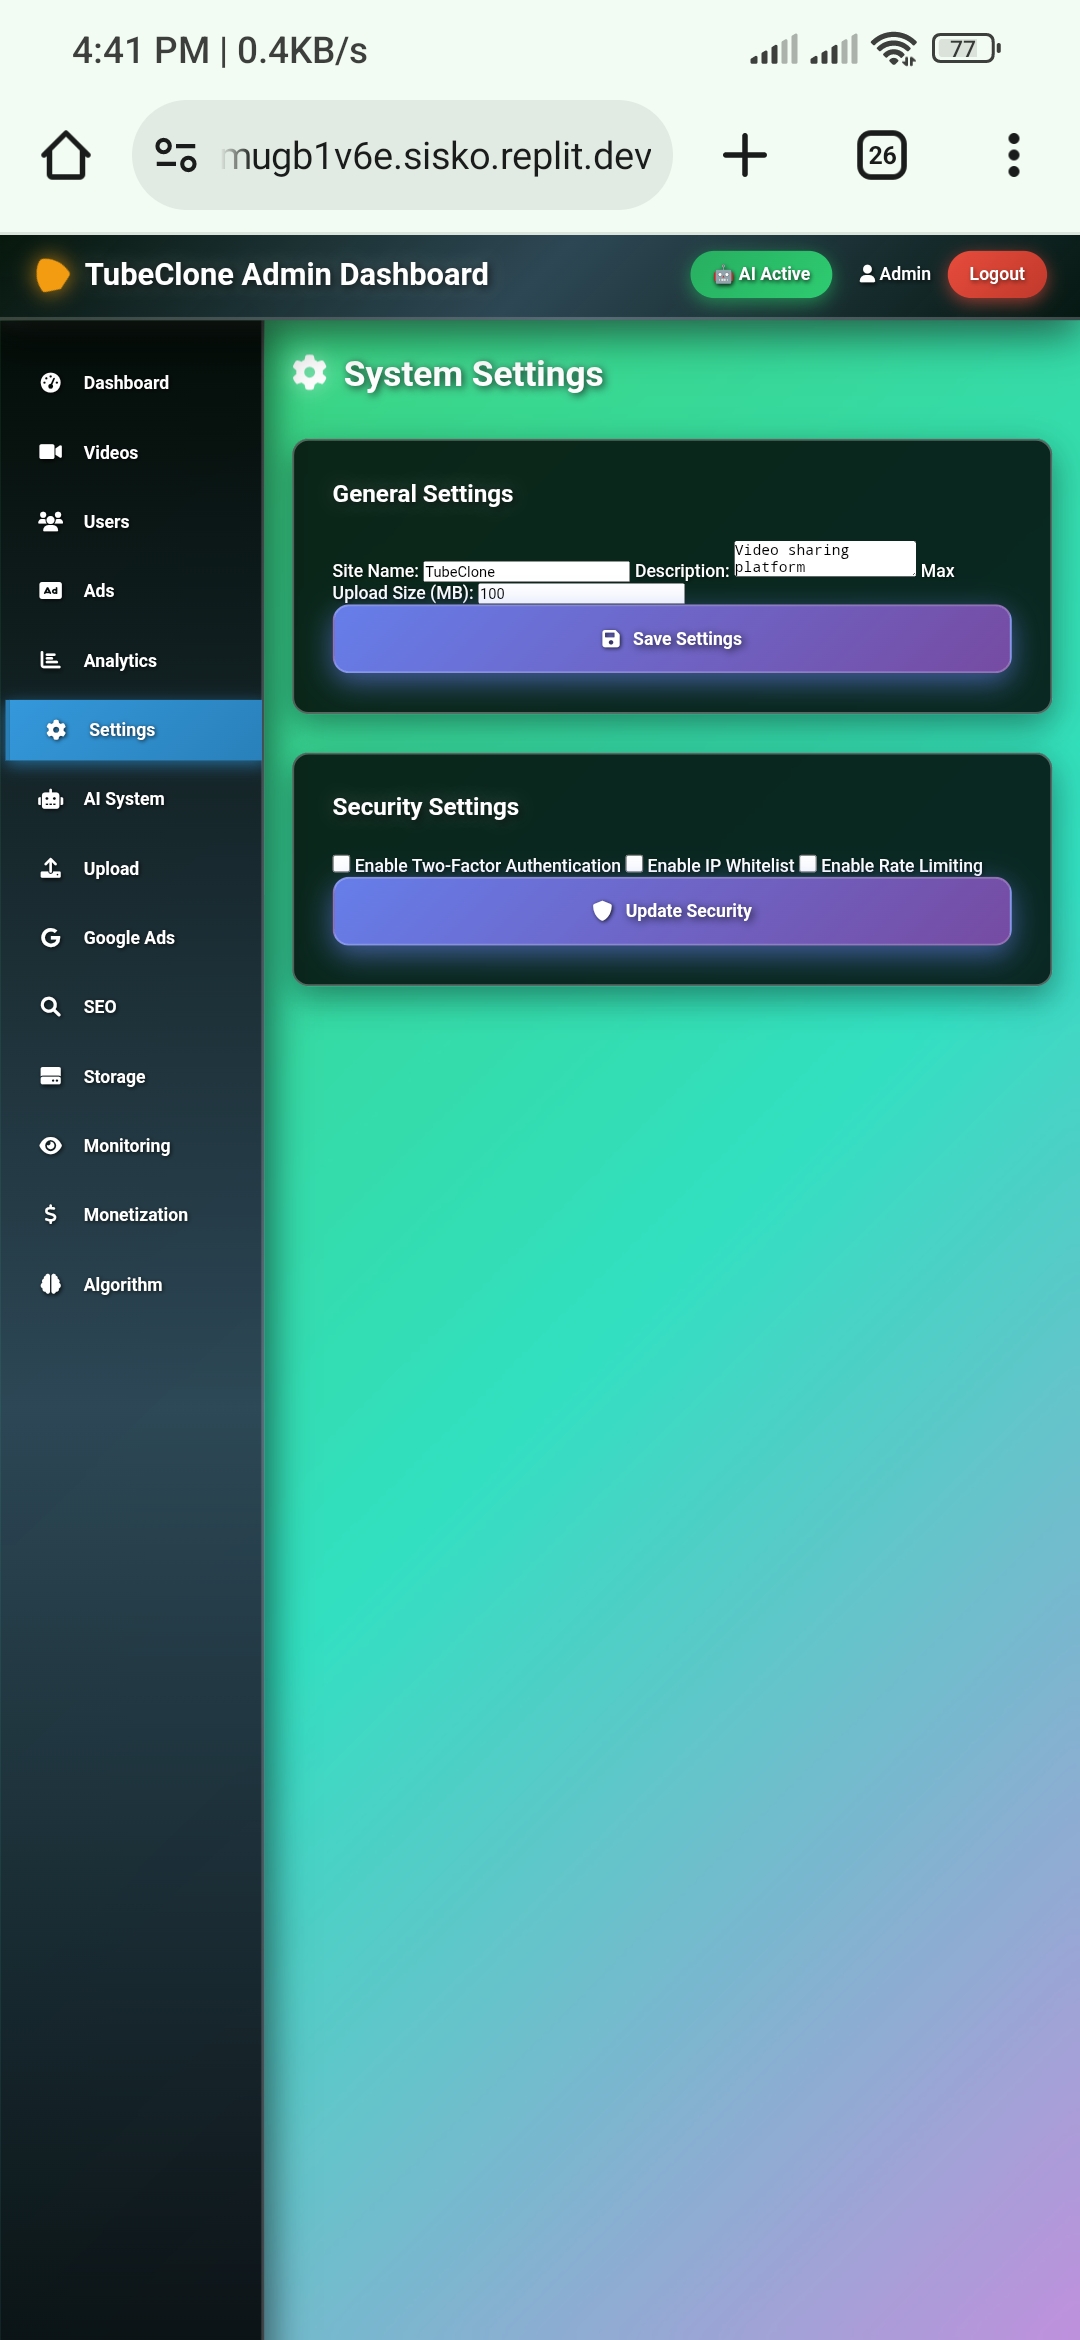 4:41 PM | 0.4KB/s
77
mugb1v6e.sisko.replit.dev
26
TubeClone Admin Dashboard
🤖 AI Active
Admin
Logout
Dashboard
Videos
Users
Ad
Ads
Analytics
Settings
AI System
Upload
Google Ads
SEO
Storage
Monitoring
$ Monetization
Algorithm
System Settings
General Settings
Site Name: TubeClone Description: Video sharing platform Max
Upload Size (MB): 100
Save Settings
Security Settings
Enable Two-Factor Authentication Enable IP Whitelist Enable Rate Limiting
Update Security